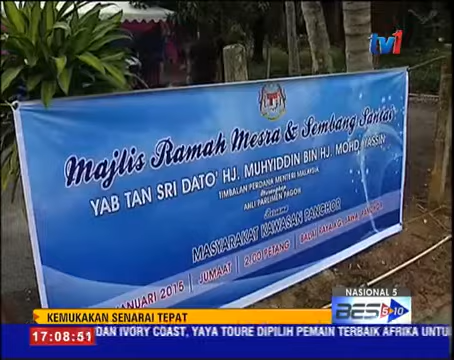 tv1
Majlis Ramah Mesra & Sembang Santai
YAB TAN SRI DATO' HJ. MUHYIDDIN BIN HJ. MOHD YASSIN
TIMBALAN PERDANA MENTERI MALAYSIA
AHLI PARLIMEN PAGOH
Bersama
MASYARAKAT KAWASAN PANCHOR
JANUARI 2015 | JUMAAT | 2.00 PETANG | BALAI
NASIONAL 5
BES 5>10
KEMUKAKAN SENARAI TEPAT
17:08:51 DAN IVORY COAST, YAYA TOURE DIPILIH PEMAIN TERBAIK AFRIKA UNTU